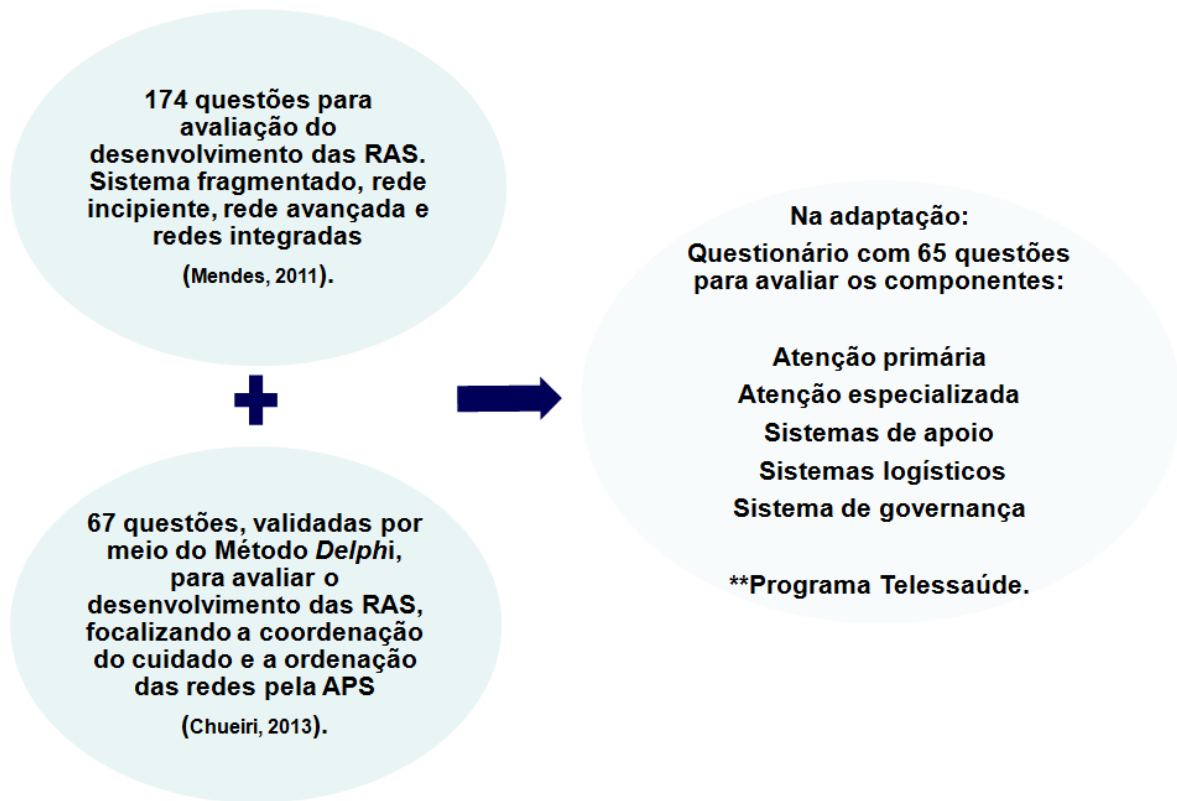 174 questões para
avaliação do
desenvolvimento das RAS.
Sistema fragmentado, rede
incipiente, rede avançada e
redes integradas
(Mendes, 2011).
67 questões, validadas por
meio do Método Delphi,
para avaliar o
desenvolvimento das RAS,
focalizando a coordenação
do cuidado e a ordenação
das redes pela APS
(Chueiri, 2013).
Na adaptação:
Questionário com 65 questões
para avaliar os componentes:
Atenção primária
Atenção especializada
Sistemas de apoio
Sistemas logísticos
Sistema de governança
**Programa Telessaúde.